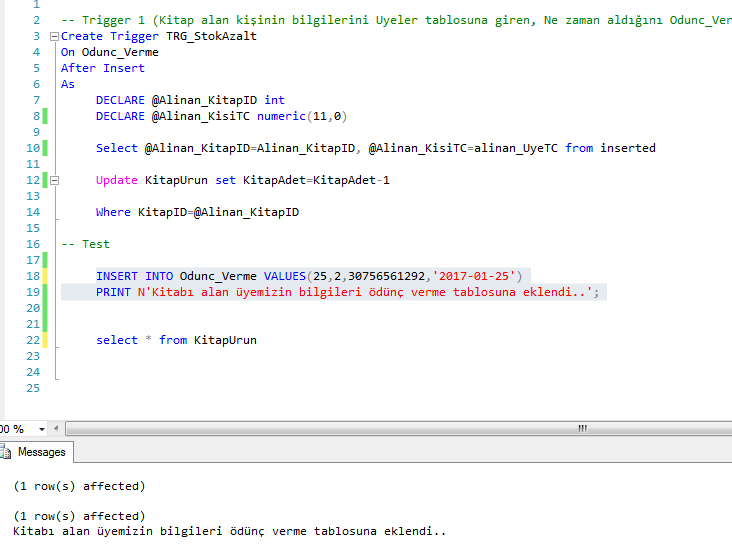 1
2 -- Trigger 1 (Kitap alan kişinin bilgilerini Uyeler tablosuna giren, Ne zaman aldığını Odunc_Ver
3 Create Trigger TRG_StokAzalt
4 On Odunc_Verme
5 After Insert
6 As
7 DECLARE @Alinan_KitapID int
8 DECLARE @Alinan_KisiTC numeric(11,0)
9
10 Select @Alinan_KitapID=Alinan_KitapID, @Alinan_KisiTC=alinan_UyeTC from inserted
11
12 Update KitapUrun set KitapAdet=KitapAdet-1
13
14 Where KitapID=@Alinan_KitapID
15
16 -- Test
17
18 INSERT INTO Odunc_Verme VALUES(25,2,30756561292,'2017-01-25')
19 PRINT N'Kitabı alan üyemizin bilgileri ödünç verme tablosuna eklendi..';
20
21
22 select * from KitapUrun
23
24
25
00 %
Messages
(1 row(s) affected)
(1 row(s) affected)
Kitabı alan üyemizin bilgileri ödünç verme tablosuna eklendi..